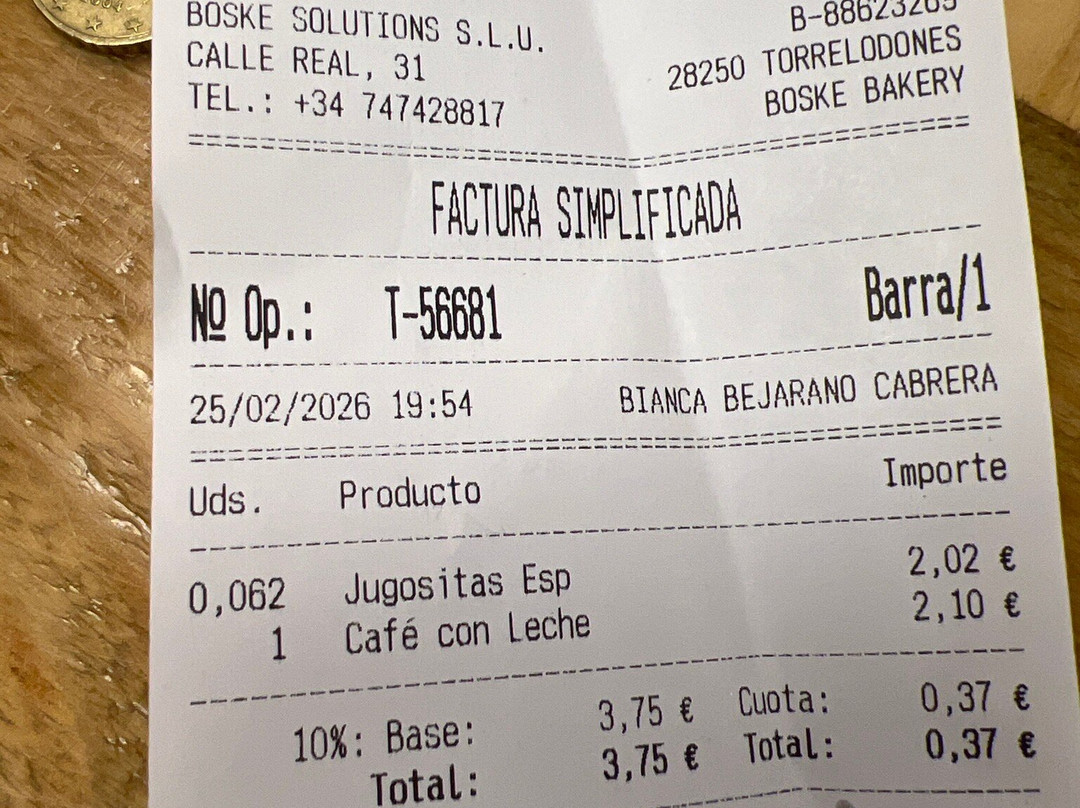 BOSKE SOLUTIONS S.L.U.
CALLE REAL, 31 28250 TORRELODONES
TEL.: +34 747428817 BOSKE BAKERY
FACTURA SIMPLIFICADA
Nº Op.: T-56681 Barra/1
25/02/2026 19:54 BIANCA BEJARANO CABRERA
Uds. Producto Importe
0,062 Jugositas Esp 2,02 €
1 Café con Leche 2,10 €
10%: Base: 3,75 € Cuota: 0,37 €
Total: 3,75 € Total: 0,37 €